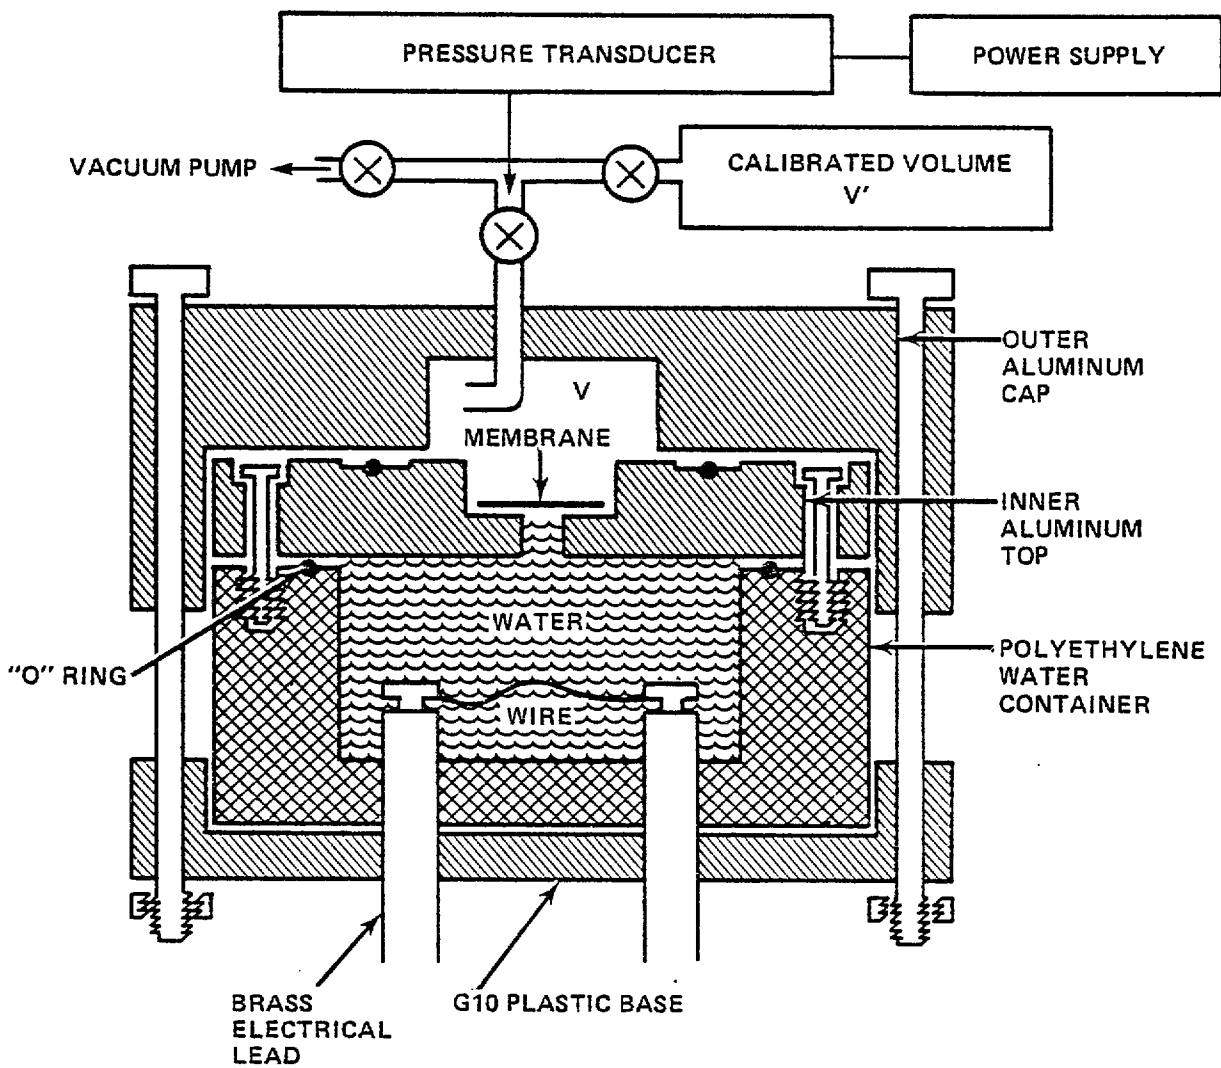 PRESSURE TRANSDUCER
POWER SUPPLY
VACUUM PUMP
CALIBRATED VOLUME
V'
OUTER
ALUMINUM
CAP
V
MEMBRANE
INNER
ALUMINUM
TOP
WATER
"O" RING
POLYETHYLENE
WATER
CONTAINER
WIRE
BRASS
ELECTRICAL
LEAD
G10 PLASTIC BASE